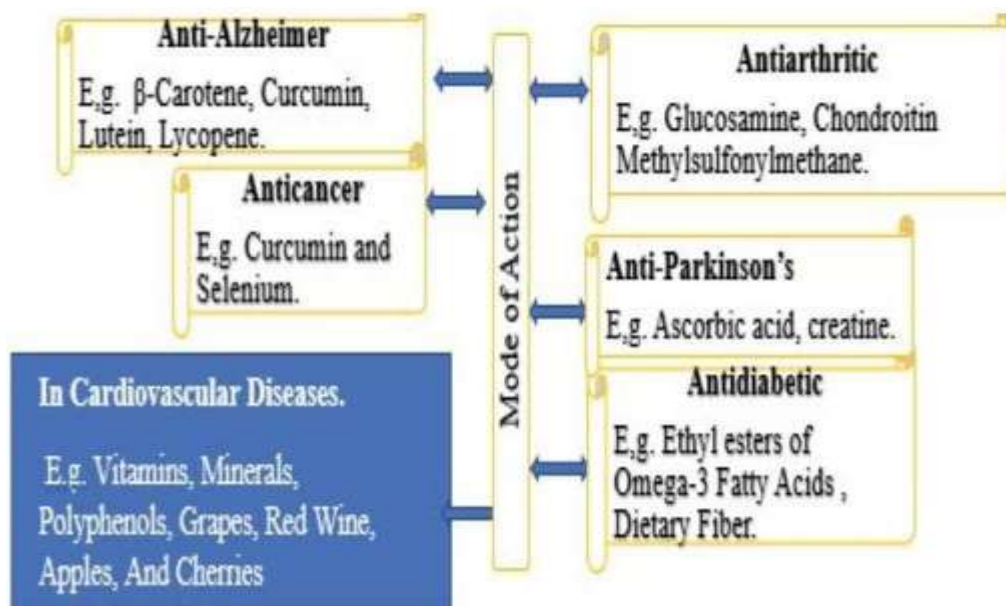 Anti-Alzheimer
E,g. β-Carotene, Curcumin,
Lutein, Lycopene.
Anticancer
E,g. Curcumin and
Selenium.
In Cardiovascular Diseases.
E.g. Vitamins, Minerals,
Polyphenols, Grapes, Red Wine,
Apples, And Cherries
Mode of Action
Antiarthritic
E,g. Glucosamine, Chondroitin
Methylsulfonylmethane.
Anti-Parkinson’s
E,g. Ascorbic acid, creatine.
Antidiabetic
E,g. Ethyl esters of
Omega-3 Fatty Acids ,
Dietary Fiber.